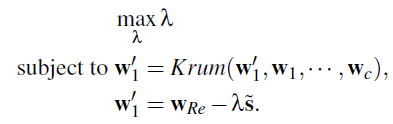 max λ
λ
subject to w′₁ = Krum(w′₁, w₁, ⋯ , w_c),
w′₁ = w_Re − λs̃.